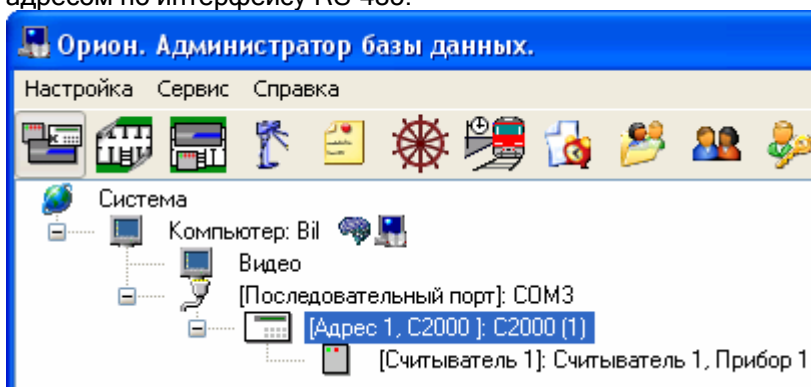 адресом по интерфейсу RS-485.
Орион. Администратор базы данных.
Настройка Сервис Справка
Система
Компьютер: Bil
Видео
[Последовательный порт]: COM3
[Адрес 1, С2000 ]: С2000 (1)
[Считыватель 1]: Считыватель 1, Прибор 1